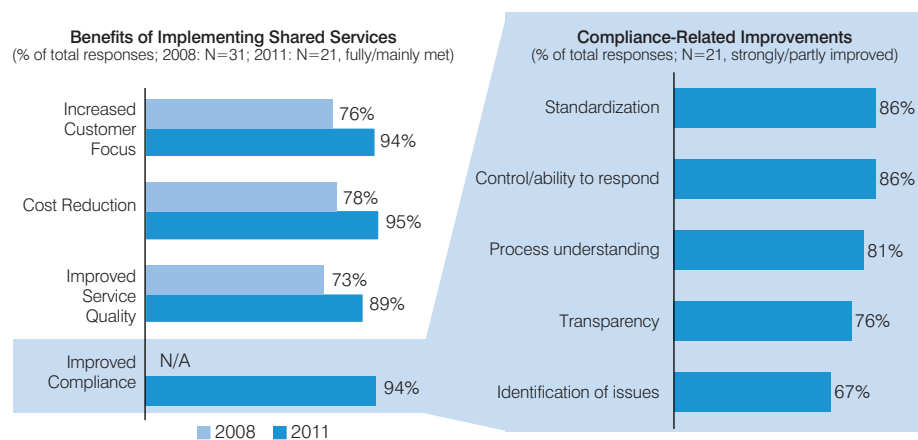 Benefits of Implementing Shared Services
(% of total responses; 2008: N=31; 2011: N=21, fully/mainly met)
Increased
Customer
Focus
76%
94%
Cost Reduction
78%
95%
Improved
Service
Quality
73%
89%
Improved
Compliance
N/A
94%
2008
2011
Compliance-Related Improvements
(% of total responses; N=21, strongly/partly improved)
Standardization
86%
Control/ability to respond
86%
Process understanding
81%
Transparency
76%
Identification of issues
67%